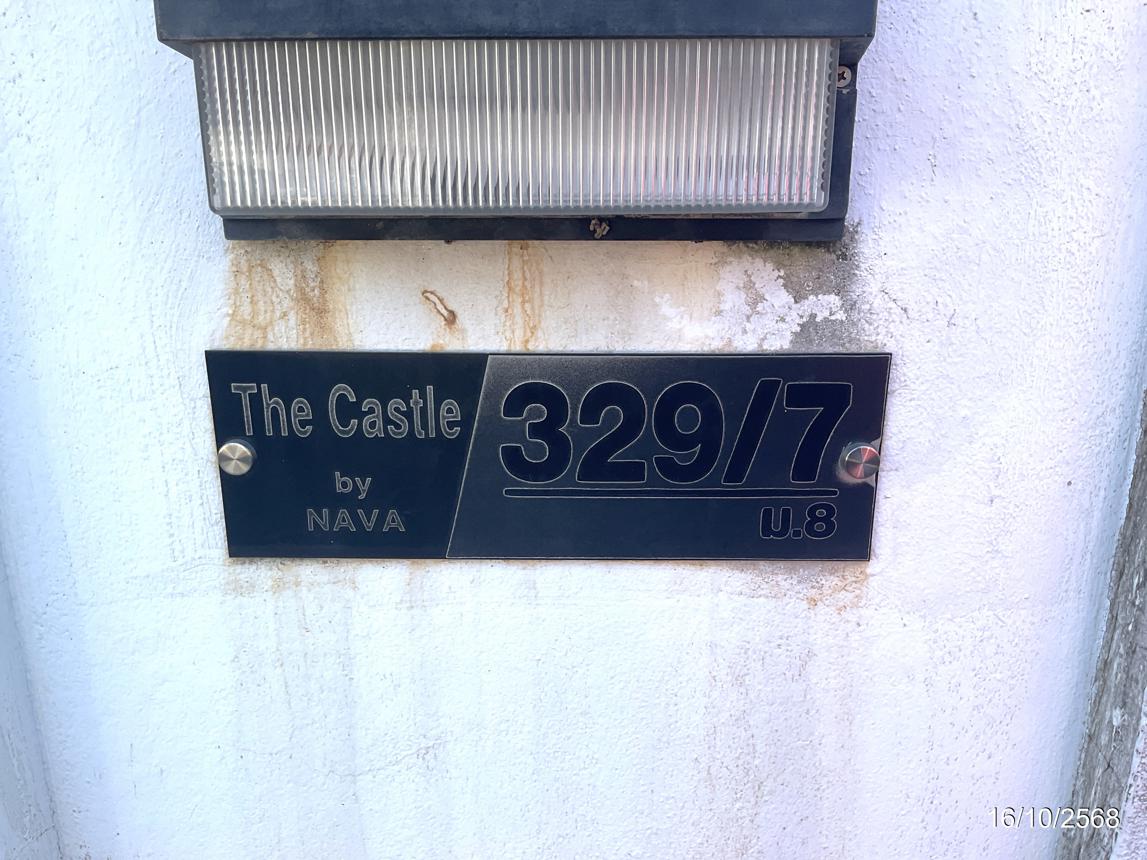 The Castle
by
NAVA
329/7
ม.8
16/10/2568